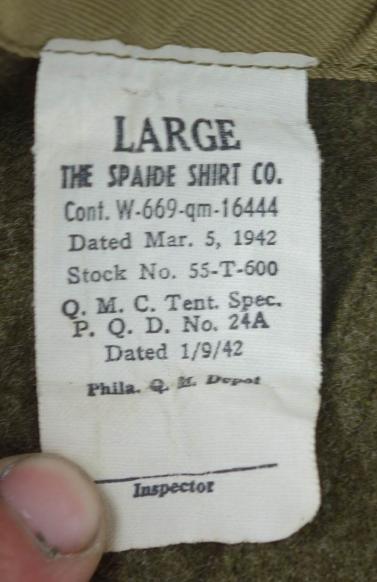 LARGE
THE SPAIDE SHIRT CO.
Cont. W-669-qm-16444
Dated Mar. 5, 1942
Stock No. 55-T-600
Q. M. C. Tent. Spec.
P. Q. D. No. 24A
Dated 1/9/42
Phila. Q. M. Depot
Inspector